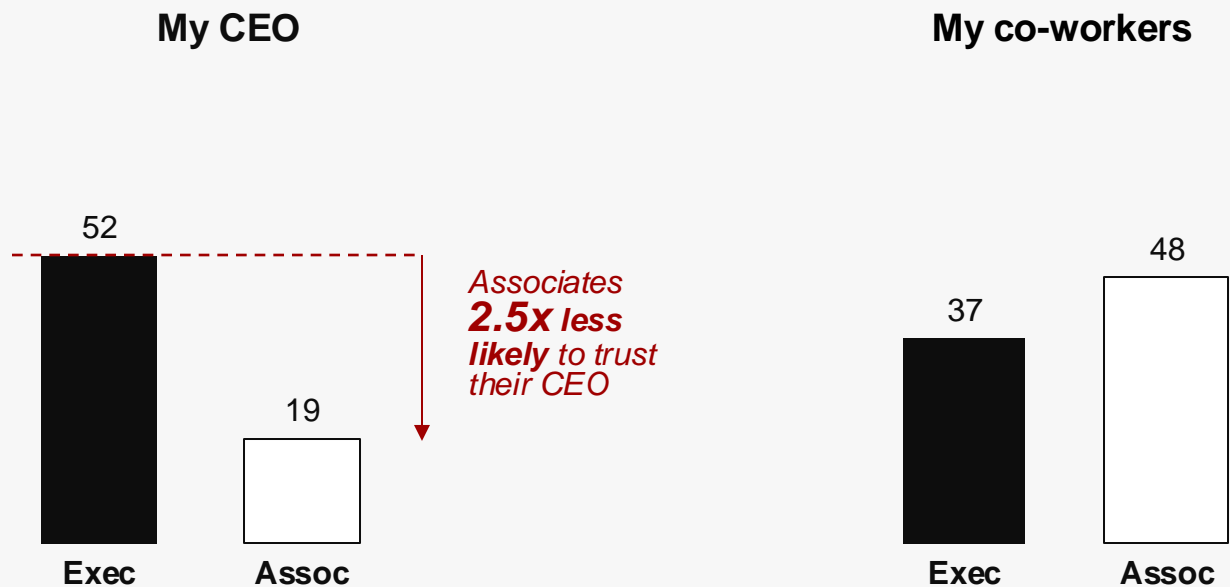 My CEO
52
19
Exec
Assoc
Associates
2.5x less
likely to trust
their CEO
My co-workers
37
48
Exec
Assoc